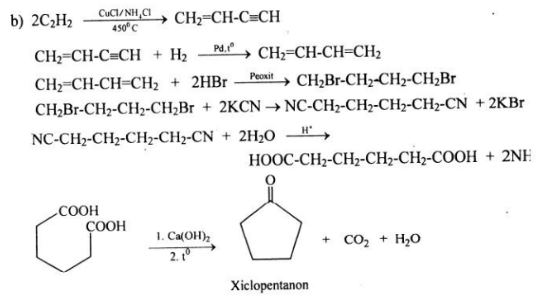 b) 2C₂H₂ CuCl/NH₄Cl 450⁰C → CH₂=CH-C≡CH
CH₂=CH-C≡CH + H₂ Pd,t⁰ → CH₂=CH-CH=CH₂
CH₂=CH-CH=CH₂ + 2HBr Peoxit → CH₂Br-CH₂-CH₂-CH₂Br
CH₂Br-CH₂-CH₂-CH₂Br + 2KCN → NC-CH₂-CH₂-CH₂-CH₂-CN + 2KBr
NC-CH₂-CH₂-CH₂-CH₂-CN + 2H₂O H⁺ →
HOOC-CH₂-CH₂-CH₂-CH₂-COOH + 2NH
COOH
COOH
1. Ca(OH)₂
2. t⁰
O
+ CO₂ + H₂O
Xiclopentanon